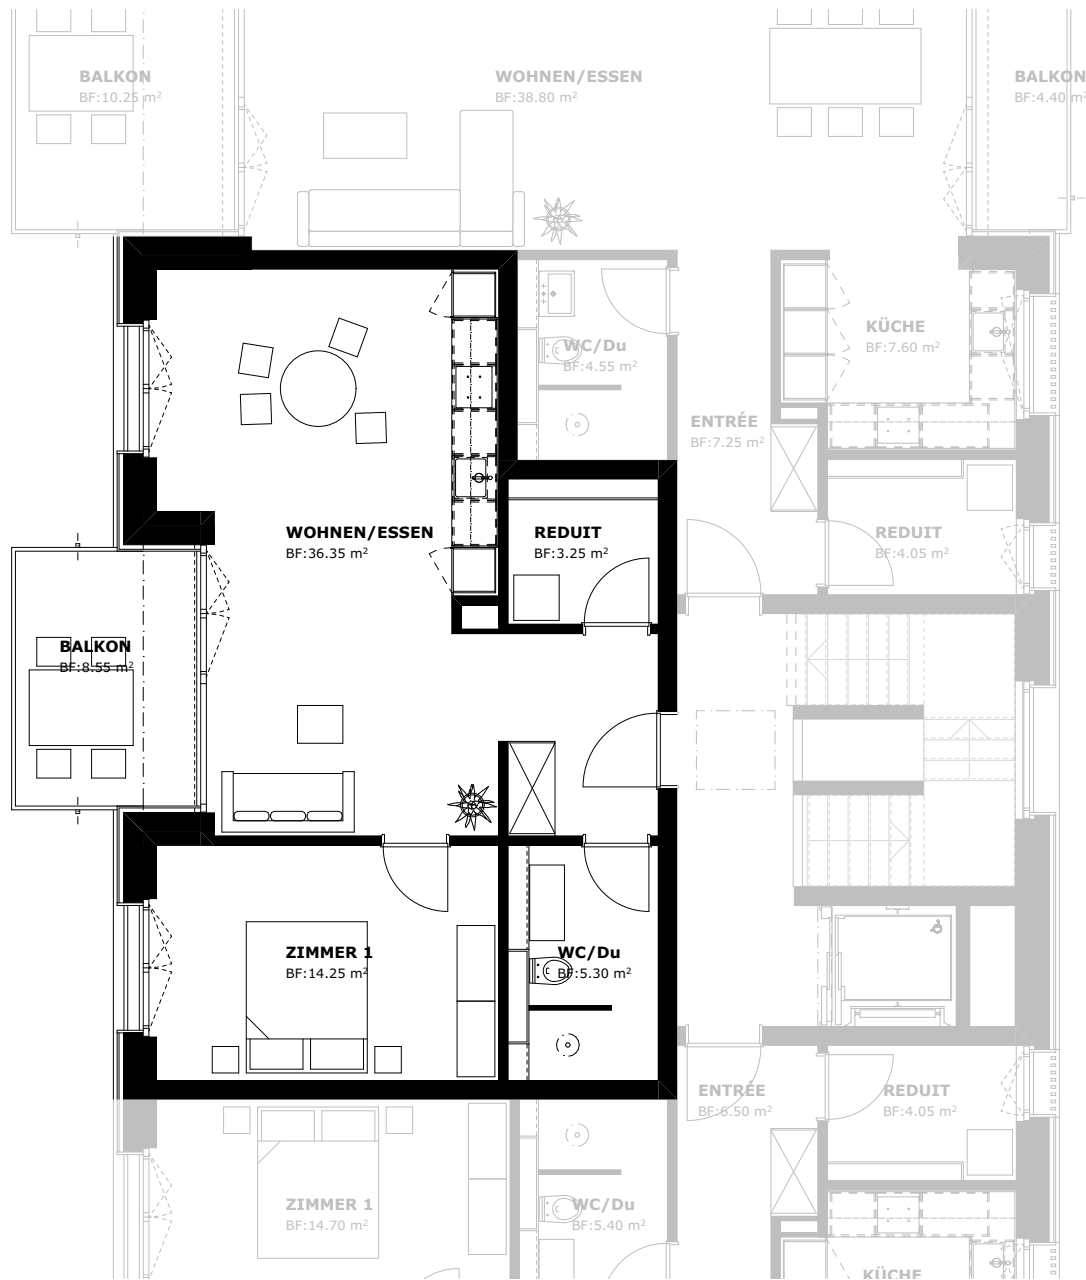 BALKON
BF:10.25 m²
WOHNEN/ESSEN
BF:38.80 m²
BALKON
BF:4.40 m²
WC/Du
BF:4.55 m²
KÜCHE
BF:7.60 m²
ENTRÉE
BF:7.25 m²
WOHNEN/ESSEN
BF:36.35 m²
REDUIT
BF:3.25 m²
REDUIT
BF:4.05 m²
BALKON
BF:8.55 m²
ZIMMER 1
BF:14.25 m²
WC/Du
BF:5.30 m²
ENTRÉE
BF:6.50 m²
REDUIT
BF:4.05 m²
ZIMMER 1
BF:14.70 m²
WC/Du
BF:5.40 m²
KÜCHE